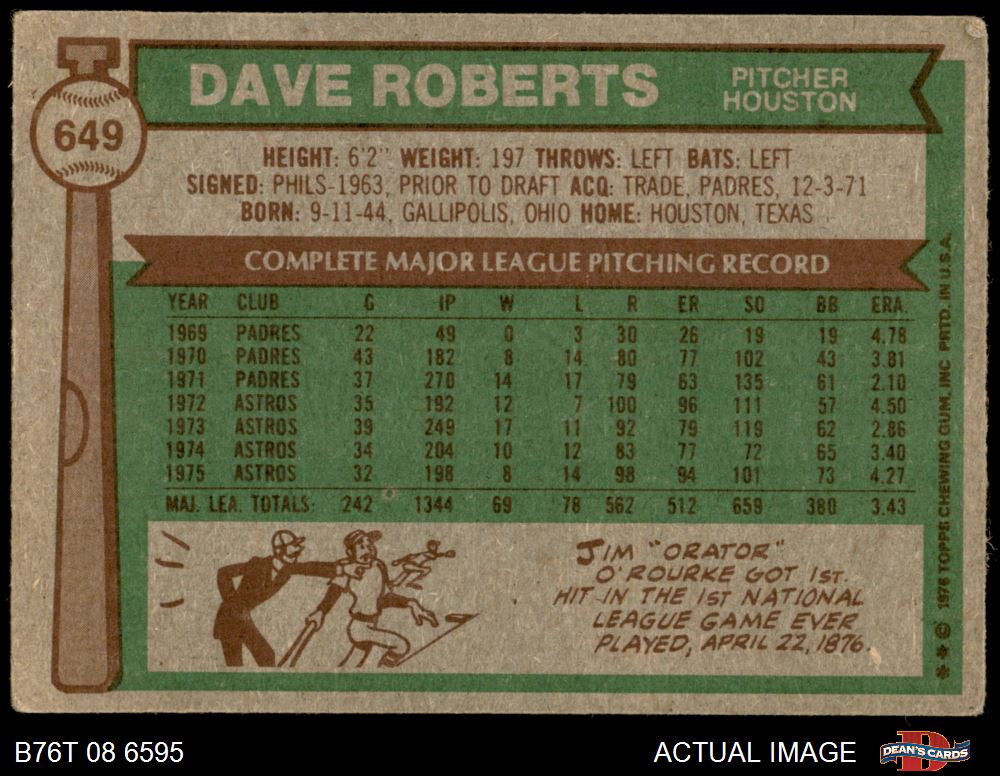 649
DAVE ROBERTS
PITCHER
HOUSTON
HEIGHT: 6'2" WEIGHT: 197 THROWS: LEFT BATS: LEFT
SIGNED: PHILS-1963, PRIOR TO DRAFT ACQ: TRADE, PADRES, 12-3-71
BORN: 9-11-44, GALLIPOLIS, OHIO HOME: HOUSTON, TEXAS
COMPLETE MAJOR LEAGUE PITCHING RECORD
YEAR CLUB G IP W L R ER SO BB ERA.
1969 PADRES 22 49 0 3 30 26 19 19 4.78
1970 PADRES 43 182 8 14 80 77 102 43 3.81
1971 PADRES 37 270 14 17 79 63 135 61 2.10
1972 ASTROS 35 192 12 7 100 96 111 57 4.50
1973 ASTROS 39 249 17 11 92 79 119 62 2.86
1974 ASTROS 34 204 10 12 83 77 72 65 3.40
1975 ASTROS 32 198 8 14 98 94 101 73 4.27
MAJ. LEA. TOTALS: 242 1344 69 78 562 512 659 380 3.43
JIM "ORATOR"
O'ROURKE GOT 1ST.
HIT IN THE 1ST NATIONAL
LEAGUE GAME EVER
PLAYED, APRIL 22, 1876.
* * © 1976 TOPPS CHEWING GUM, INC PRTD. IN U.S.A.
B76T 08 6595
ACTUAL IMAGE
DEAN'S CARDS